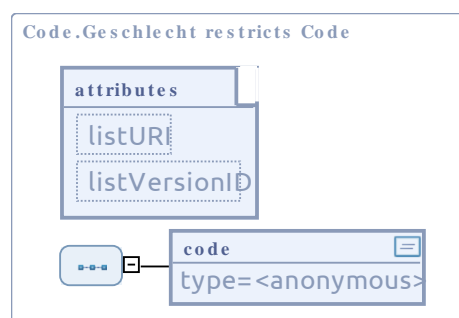 Code.Geschlecht restricts Code
attributes
listURI
listVersionID
code
type=<anonymous>